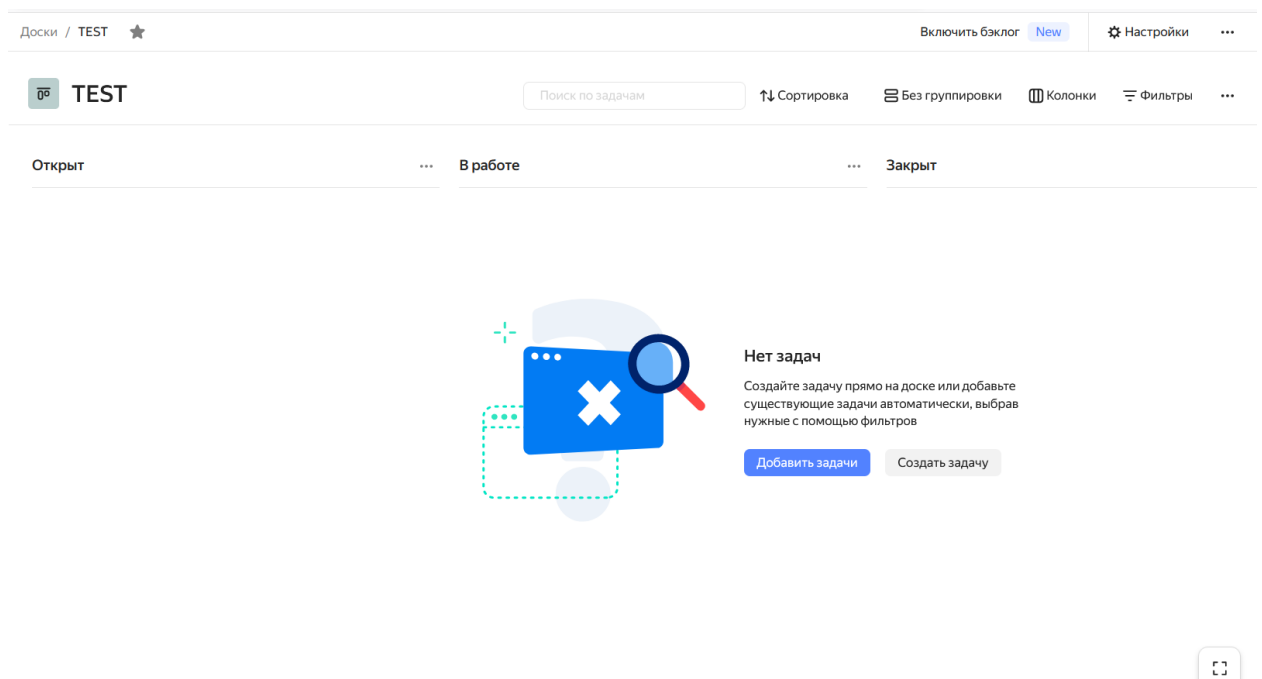 Доски / TEST
Включить бэклог New
Настройки
TEST
Поиск по задачам
Сортировка
Без группировки
Колонки
Фильтры
Открыт
В работе
Закрыт
Нет задач
Создайте задачу прямо на доске или добавьте
существующие задачи автоматически, выбрав
нужные с помощью фильтров
Добавить задачи
Создать задачу